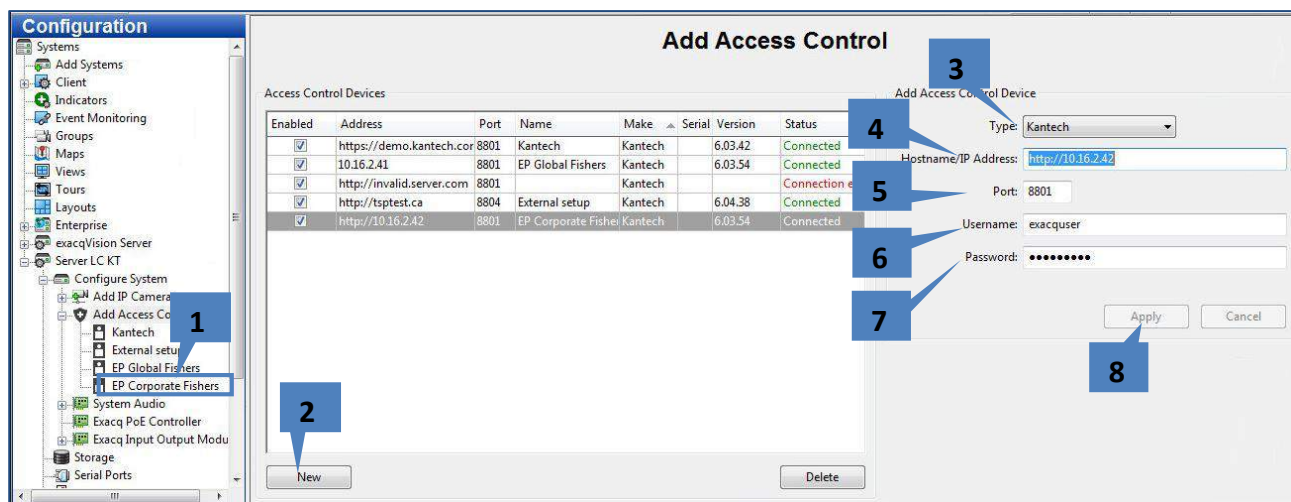 Configuration
Systems
Add Systems
Client
Indicators
Event Monitoring
Groups
Maps
Views
Tours
Layouts
Enterprise
exacqVision Server
Server LC KT
Configure System
Add IP Camera
Add Access Co
Kantech
External setup
EP Global Fishers
EP Corporate Fishers
System Audio
Exacq PoE Controller
Exacq Input Output Modu
Storage
Serial Ports
1
Add Access Control
Access Control Devices
Enabled Address Port Name Make Serial Version Status
https://demo.kantech.cor 8801 Kantech Kantech 6.03.42 Connected
10.16.2.41 8801 EP Global Fishers Kantech 6.03.54 Connected
http://invalid.server.com 8801 Kantech Connection e
http://tsptest.ca 8804 External setup Kantech 6.04.38 Connected
http://10.16.2.42 8801 EP Corporate Fishe Kantech 6.03.54 Connected
2
New Delete
Add Access Control Device
3
Type: Kantech
4
Hostname/IP Address: http://10.16.2.42
5
Port: 8801
Username: exacquser
6
Password: •••••••••
7
Apply Cancel
8